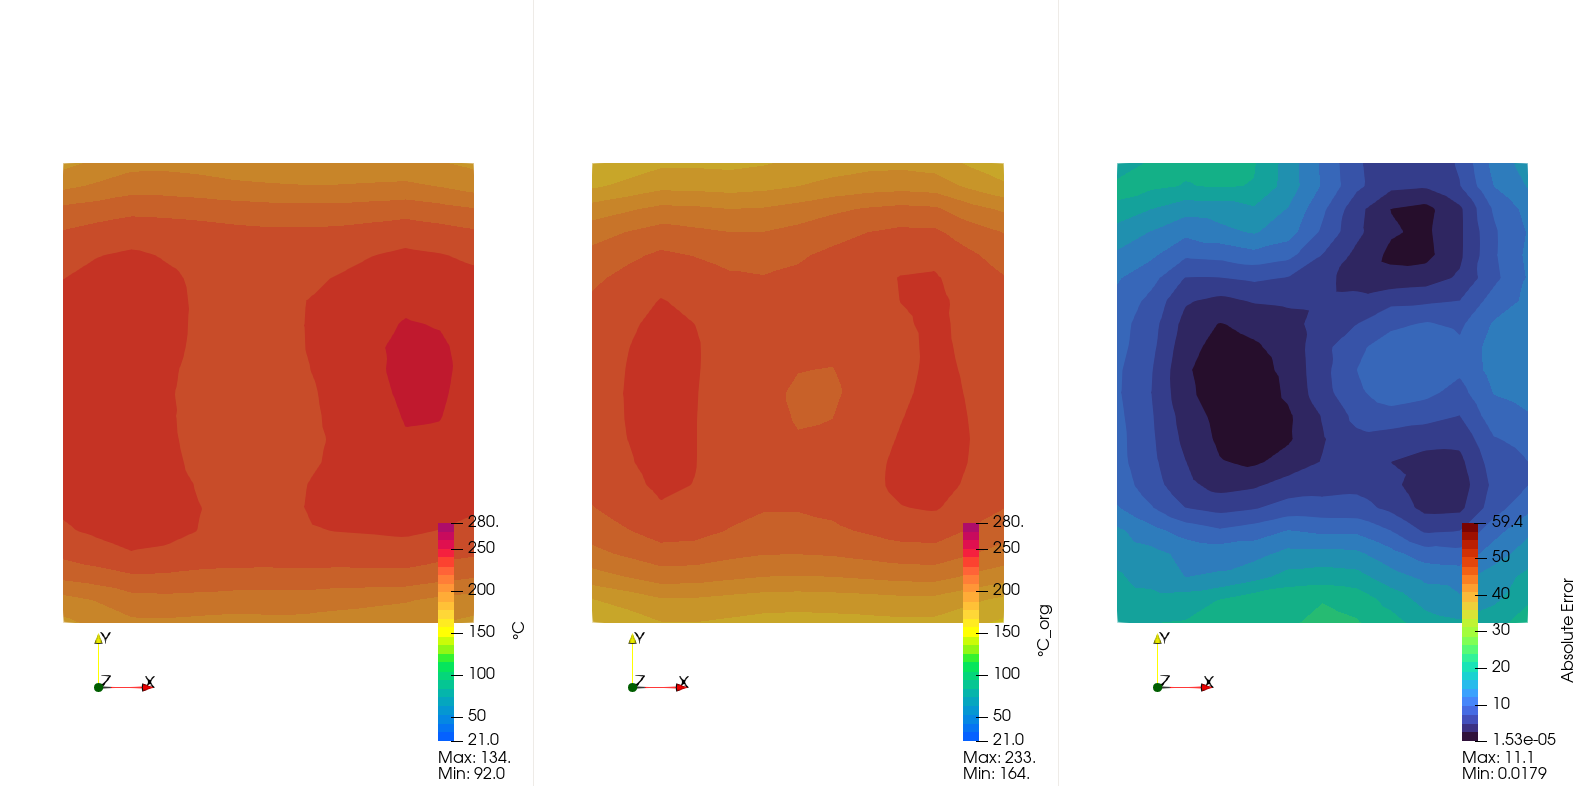 280.
250
200
150
100
50
21.0
°C
Max: 134.
Min: 92.0
Y
Z
X
280.
250
200
150
100
50
21.0
°C_org
Max: 233.
Min: 164.
Y
Z
X
59.4
50
40
30
20
10
1.53e-05
Absolute Error
Max: 11.1
Min: 0.0179
Y
Z
X